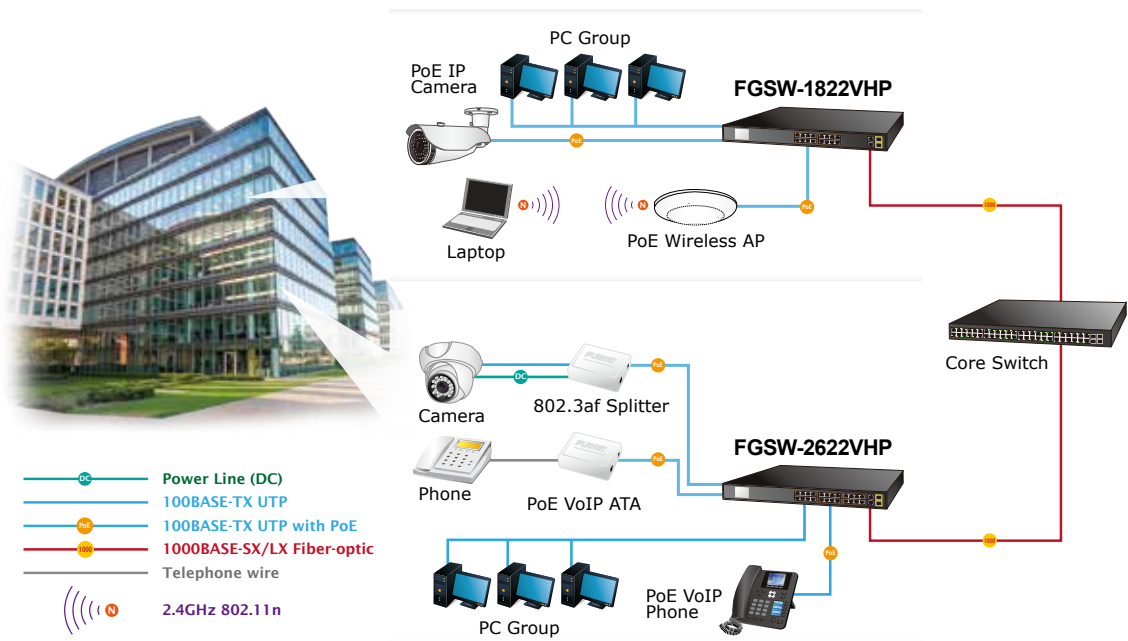 PC Group
PoE IP
Camera
FGSW-1822VHP
PoE
N
N
PoE
Laptop
PoE Wireless AP
1000
Core Switch
PLANET
PoE
DC
Camera
802.3af Splitter
FGSW-2622VHP
PLANET
PoE
Phone
PoE VoIP ATA
1000
PoE
PoE VoIP
Phone
PC Group
DC
Power Line (DC)
100BASE-TX UTP
PoE
100BASE-TX UTP with PoE
1000
1000BASE-SX/LX Fiber-optic
Telephone wire
N
2.4GHz 802.11n